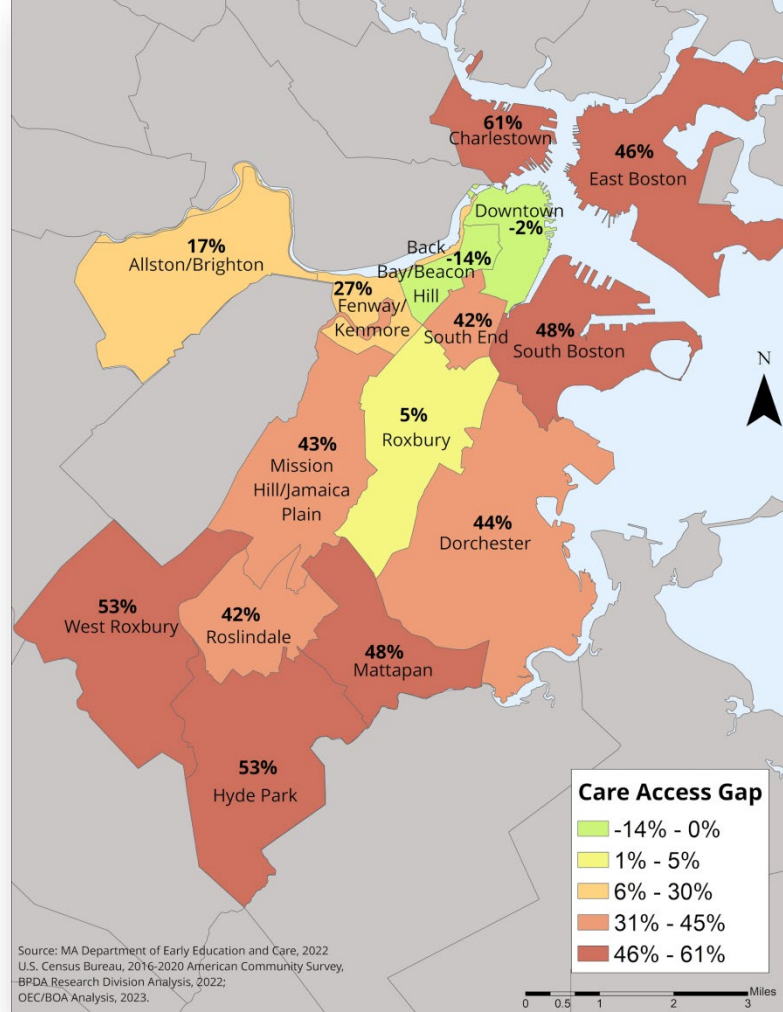 61%
Charlestown
46%
East Boston
Downtown
-2%
17%
Allston/Brighton
Back
Bay/Beacon
Hill
-14%
27%
Fenway/
Kenmore
42%
South End
48%
South Boston
N
5%
Roxbury
43%
Mission
Hill/Jamaica
Plain
44%
Dorchester
53%
West Roxbury
42%
Roslindale
48%
Mattapan
53%
Hyde Park
Care Access Gap
-14% - 0%
1% - 5%
6% - 30%
31% - 45%
46% - 61%
Source: MA Department of Early Education and Care, 2022
U.S. Census Bureau, 2016-2020 American Community Survey,
BPDA Research Division Analysis, 2022;
OEC/BOA Analysis, 2023.
Miles
0 0.5 1 2 3